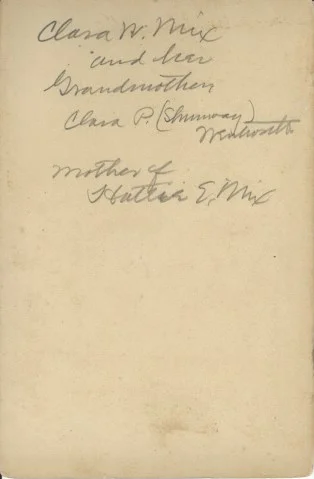 Clara W. Mix
and her
Grandmother
Clara P. (Shumway)
Wentworth
Mother of
Hattie E. Mix